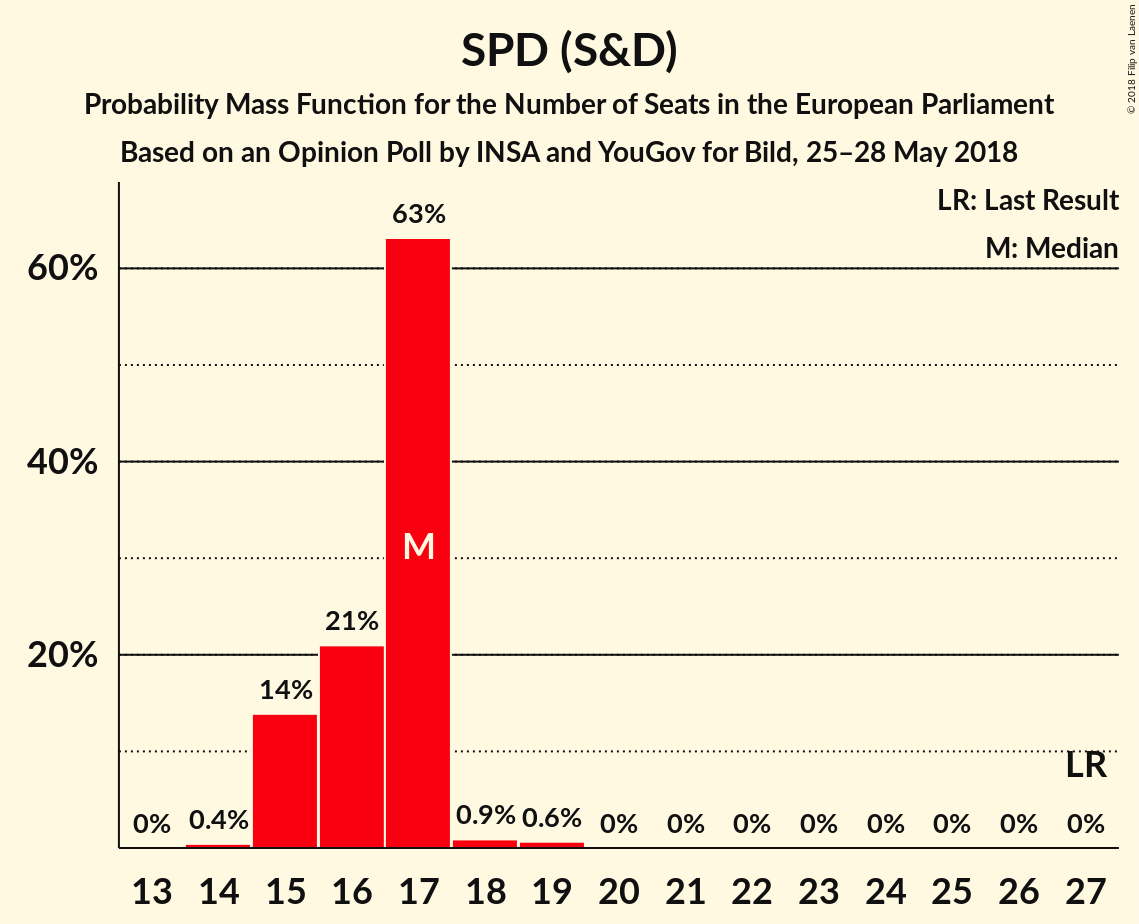 SPD (S&D)
Probability Mass Function for the Number of Seats in the European Parliament
Based on an Opinion Poll by INSA and YouGov for Bild, 25–28 May 2018
© 2018 Filip van Laenen
LR: Last Result
M: Median
60%
40%
20%
0%
0.4%
14%
21%
63%
M
0.9%
0.6%
0%
0%
0%
0%
0%
0%
0%
0%
LR
13 14 15 16 17 18 19 20 21 22 23 24 25 26 27